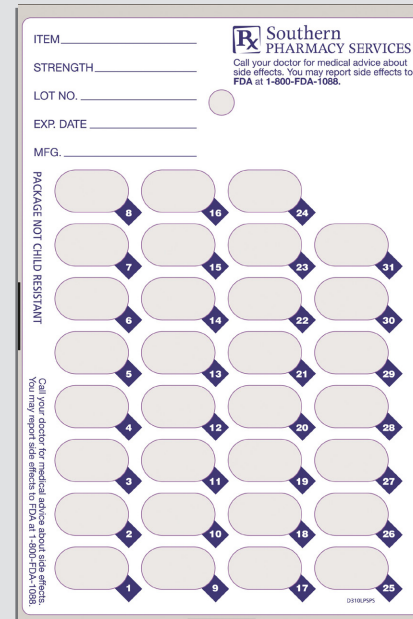 ITEM
STRENGTH
LOT NO.
EXP. DATE
MFG.
Rx Southern
PHARMACY SERVICES
Call your doctor for medical advice about
side effects. You may report side effects to
FDA at 1-800-FDA-1088.
PACKAGE NOT CHILD RESISTANT
Call your doctor for medical advice about side effects.
You may report side effects to FDA at 1-800-FDA-1088.
8 16 24
7 15 23 31
6 14 22 30
5 13 21 29
4 12 20 28
3 11 19 27
2 10 18 26
1 9 17 25
D310LPSPS